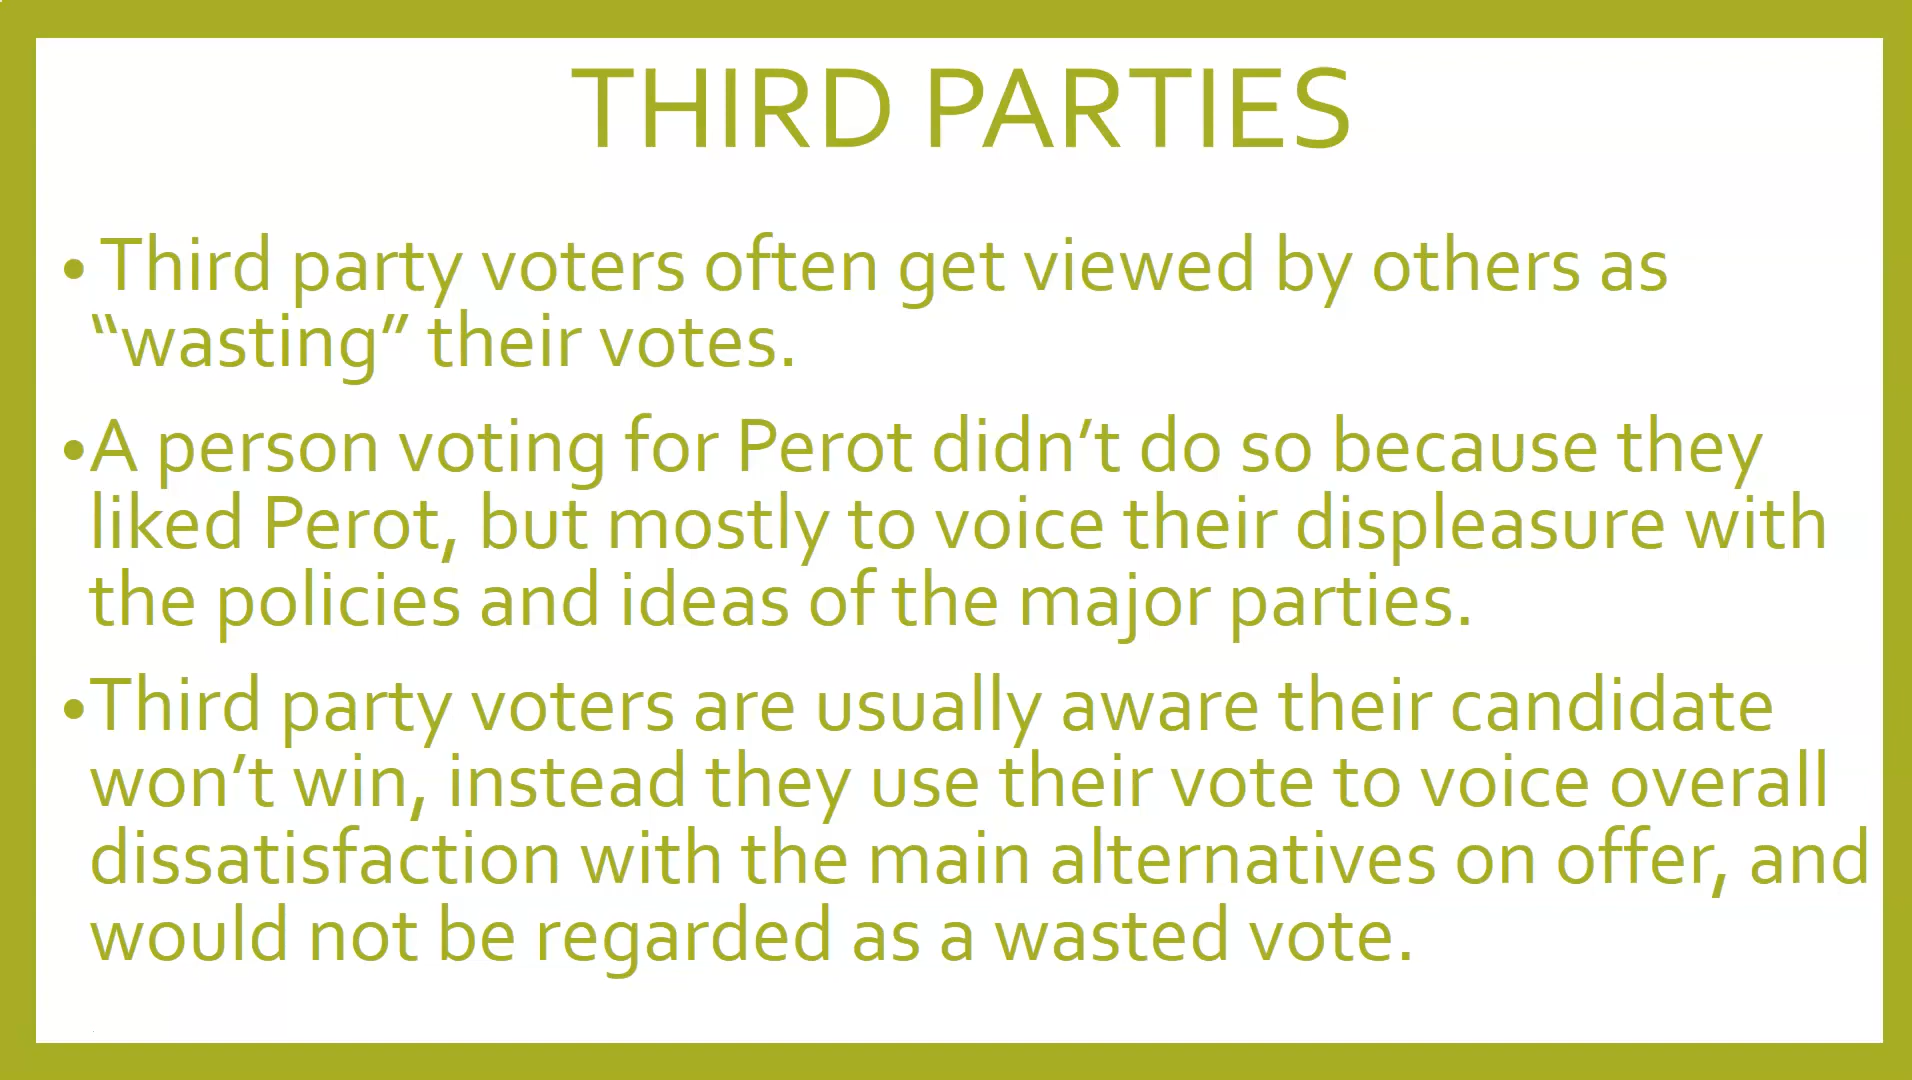 THIRD PARTIES
• Third party voters often get viewed by others as
“wasting” their votes.
•A person voting for Perot didn’t do so because they
liked Perot, but mostly to voice their displeasure with
the policies and ideas of the major parties.
•Third party voters are usually aware their candidate
won’t win, instead they use their vote to voice overall
dissatisfaction with the main alternatives on offer, and
would not be regarded as a wasted vote.